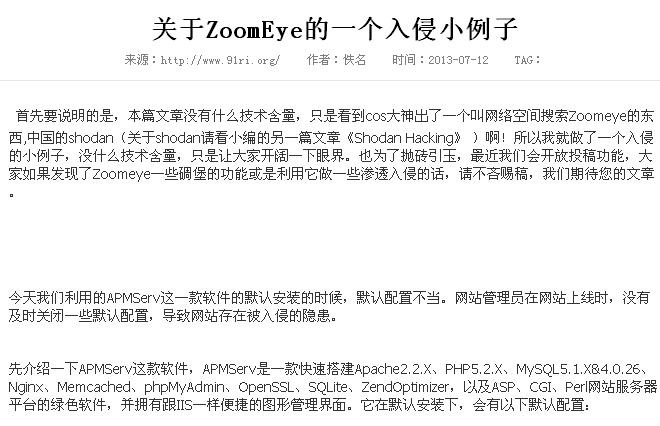 关于ZoomEye的一个入侵小例子
来源：http://www.91ri.org/ 作者：佚名 时间：2013-07-12 TAG：
首先要说明的是，本篇文章没有什么技术含量，只是看到cos大神出了一个叫网络空间搜索Zoomeye的东
西,中国的shodan（关于shodan请看小编的另一篇文章《Shodan Hacking》 ）啊！所以我就做了一个入侵
的小例子，没什么技术含量，只是让大家开阔一下眼界。也为了抛砖引玉，最近我们会开放投稿功能，大
家如果发现了Zoomeye一些碉堡的功能或是利用它做一些渗透入侵的话，请不吝赐稿，我们期待您的文章
。
今天我们利用的APMServ这一款软件的默认安装的时候，默认配置不当。网站管理员在网站上线时，没有
及时关闭一些默认配置，导致网站存在被入侵的隐患。
先介绍一下APMServ这款软件，APMServ是一款快速搭建Apache2.2.X、PHP5.2.X、MySQL5.1.X&4.0.26、
Nginx、Memcached、phpMyAdmin、OpenSSL、SQLite、ZendOptimizer，以及ASP、CGI、Perl网站服务器
平台的绿色软件，并拥有跟IIS一样便捷的图形管理界面。它在默认安装下，会有以下默认配置：